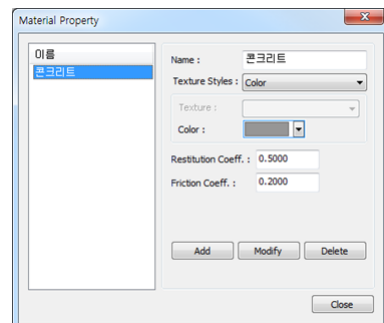 Material Property
이름
콘크리트
Name : 콘크리트
Texture Styles : Color
Texture :
Color :
Restitution Coeff. : 0.5000
Friction Coeff. : 0.2000
Add Modify Delete
Close